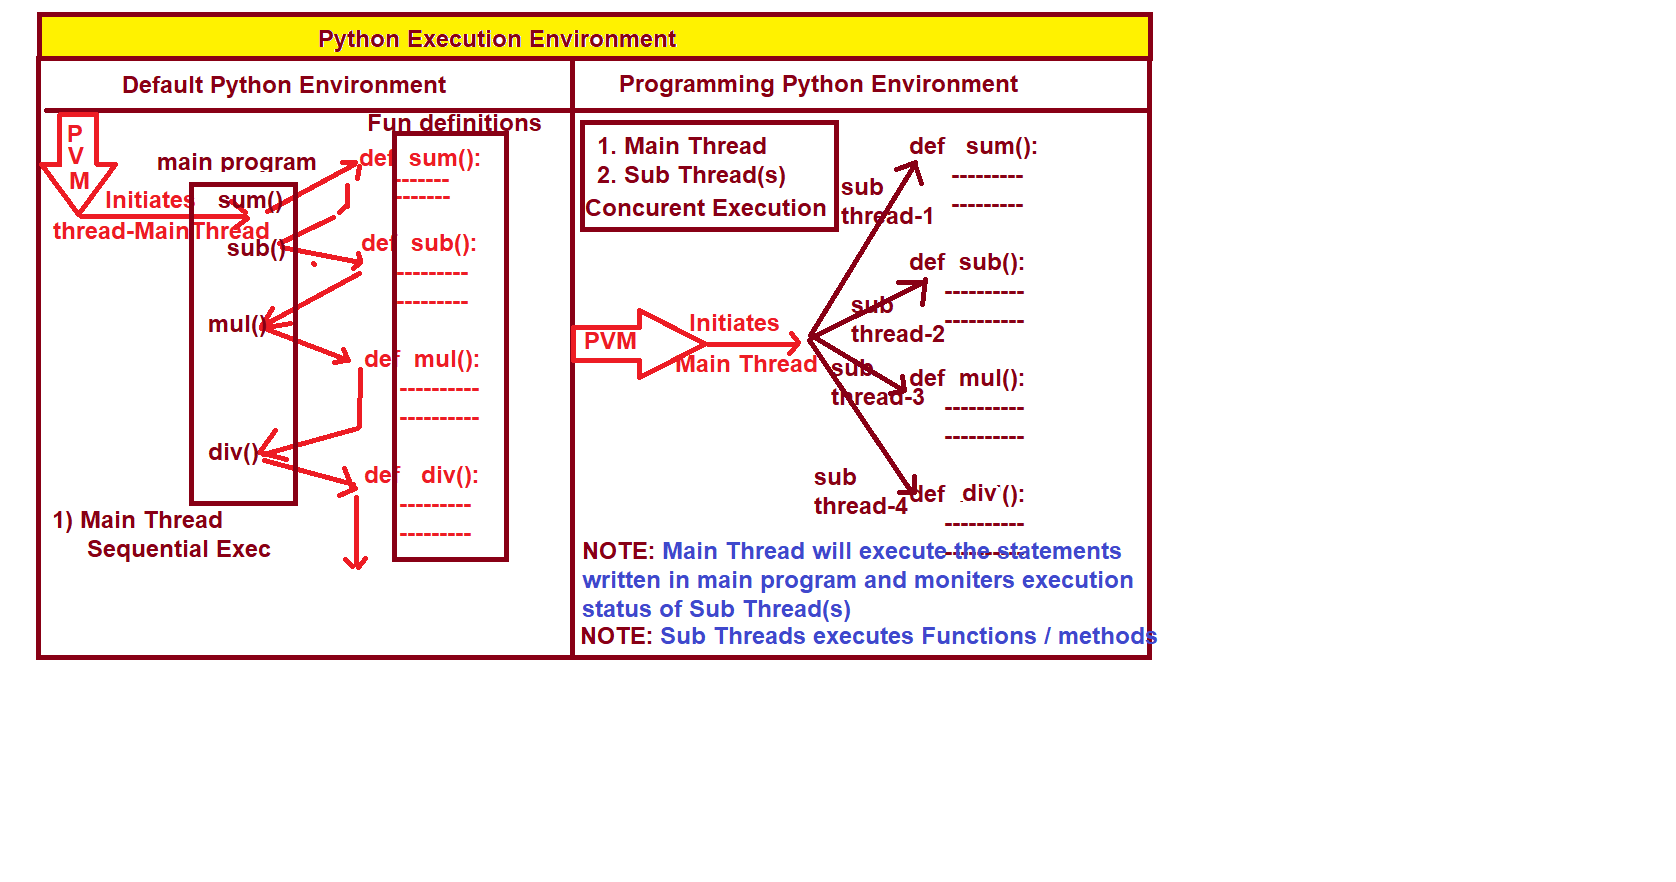 Python Execution Environment
Default Python Environment
Fun definitions
P
V
M
main program
Initiates
thread-MainThread
sum()
sub()
mul()
div()
def sum():
--------
--------
def sub():
---------
---------
def mul():
----------
----------
def div():
---------
---------
1) Main Thread
Sequential Exec
Programming Python Environment
1. Main Thread
2. Sub Thread(s)
Concurent Execution
PVM
Initiates
Main Thread
sub
thread-1
def sum():
---------
---------
sub
thread-2
def sub():
----------
----------
sub
thread-3
def mul():
----------
----------
sub
thread-4
def div():
----------
----------
NOTE: Main Thread will execute the statements
written in main program and moniters execution
status of Sub Thread(s)
NOTE: Sub Threads executes Functions / methods